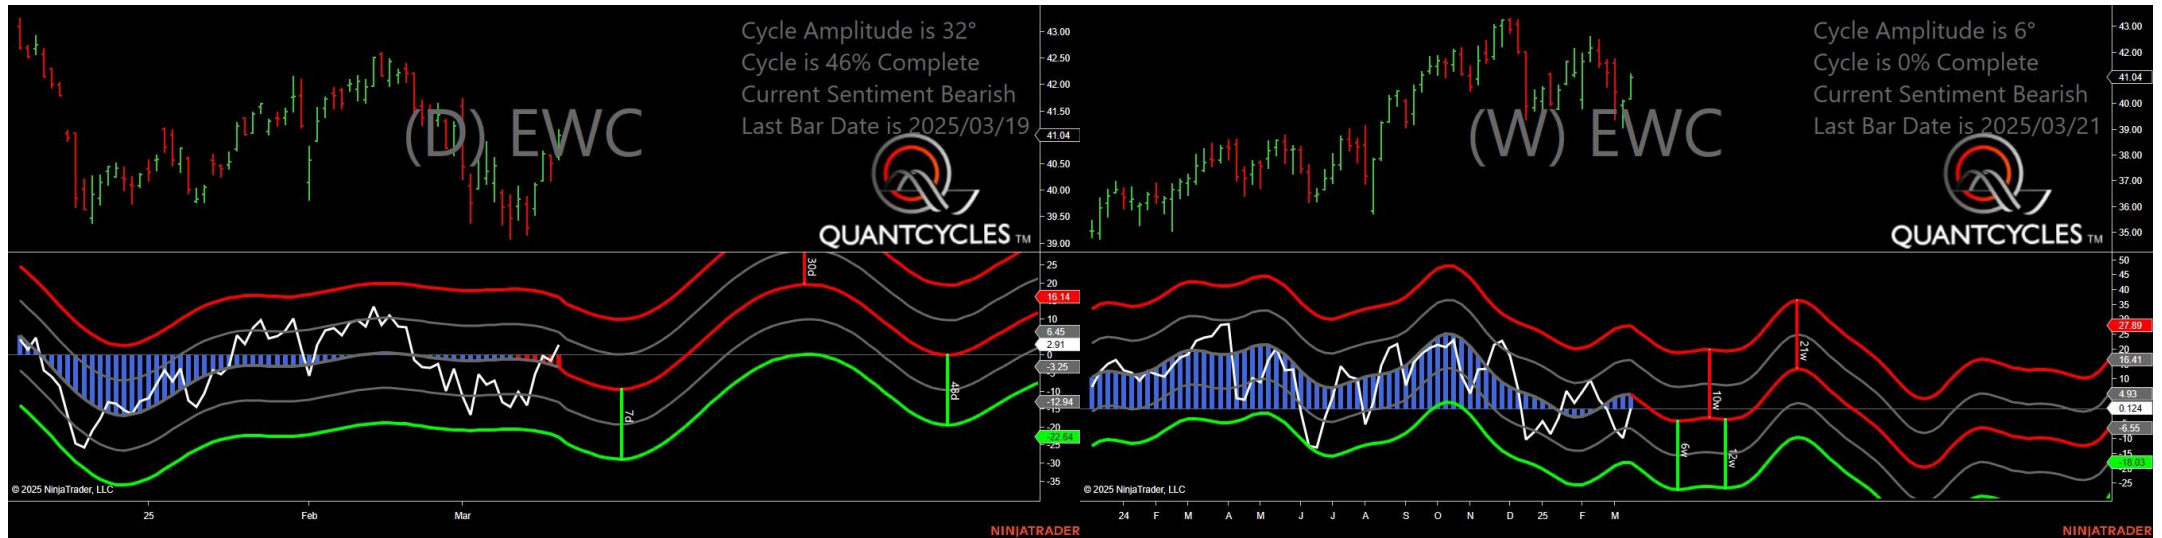 Cycle Amplitude is 32°
Cycle is 46% Complete
Current Sentiment Bearish
Last Bar Date is 2025/03/19
(D) EWC
QUANTCYCLES TM
43.00
42.50
42.00
41.50
41.04
40.50
40.00
39.50
39.00
25
20
16.14
10
6.45
2.91
0
-3.25
-10
-12.94
-20
-22.64
-25
-30
-35
30d
7d
48d
© 2025 NinjaTrader, LLC
25
Feb
Mar
NINJATRADER
Cycle Amplitude is 6°
Cycle is 0% Complete
Current Sentiment Bearish
Last Bar Date is 2025/03/21
(W) EWC
QUANTCYCLES TM
43.00
42.00
41.04
40.00
39.00
38.00
37.00
36.00
35.00
50
45
40
35
27.89
20
16.41
10
4.93
0.124
-6.55
-10
-15
-18.03
-25
10w
6w
12w
21w
© 2025 NinjaTrader, LLC
24 F M A M J J A S O N D 25 F M
NINJATRADER